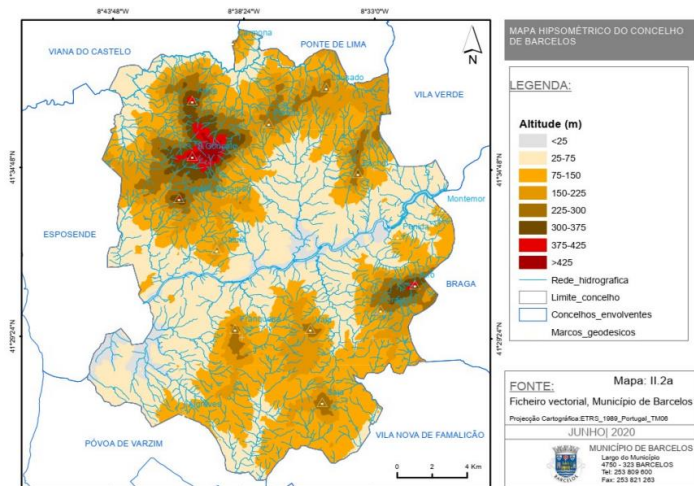 8°43'48"W
8°38'24"W
8°33'0"W
VIANA DO CASTELO
PONTE DE LIMA
N
VILA VERDE
41°34'48"N
Montemor
ESPOSENDE
BRAGA
41°29'24"N
PÓVOA DE VARZIM
VILA NOVA DE FAMALICÃO
0 2 4 Km
MAPA HIPSOMÉTRICO DO CONCELHO
DE BARCELOS
LEGENDA:
Altitude (m)
<25
25-75
75-150
150-225
225-300
300-375
375-425
>425
Rede_hidrografica
Limite_concelho
Concelhos_envolventes
Marcos_geodesicos
FONTE:
Mapa: II.2a
Ficheiro vectorial, Município de Barcelos
Projecção Cartográfica:ETRS_1989_Portugal_TM06
JUNHO| 2020
MUNICÍPIO DE BARCELOS
Largo do Município
4750 - 323 BARCELOS
Tel: 253 809 600
Fax: 253 821 263
BARCELOS